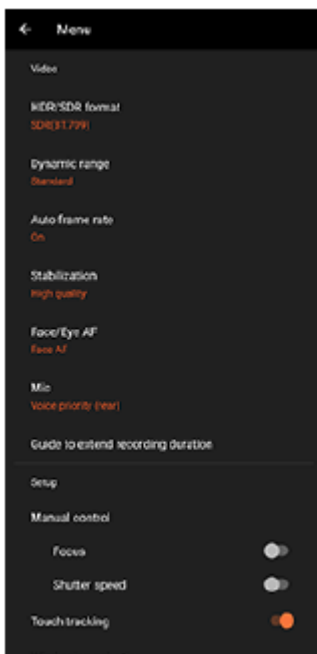 Menu
Video
HDR/SDR format
SDR(BT.709)
Dynamic range
Standard
Auto frame rate
On
Stabilization
High quality
Face/Eye AF
Face AF
Mic
Voice priority (rear)
Guide to extend recording duration
Setup
Manual control
Focus
Shutter speed
Touch tracking